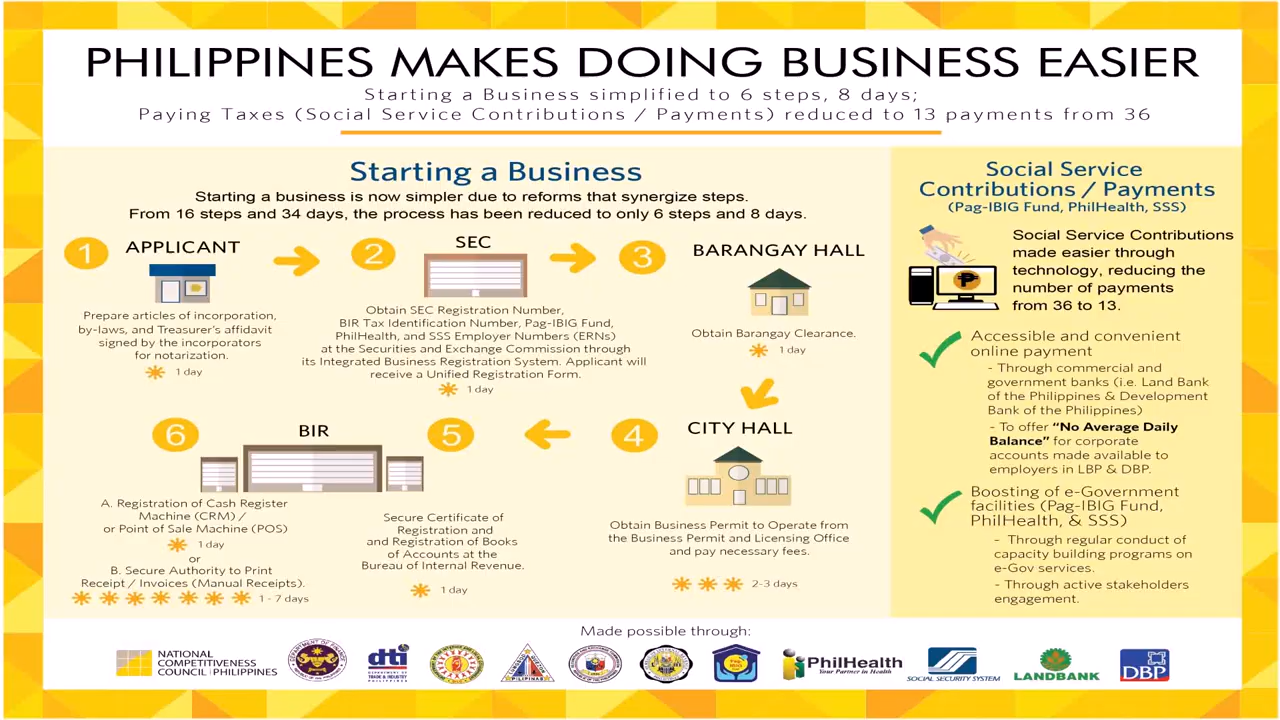 PHILIPPINES MAKES DOING BUSINESS EASIER
Starting a Business simplified to 6 steps, 8 days;
Paying Taxes (Social Service Contributions / Payments) reduced to 13 payments from 36
Starting a Business
Starting a business is now simpler due to reforms that synergize steps.
From 16 steps and 34 days, the process has been reduced to only 6 steps and 8 days.
1
APPLICANT
Prepare articles of incorporation,
by-laws, and Treasurer's affidavit
signed by the incorporators
for notarization.
1 day
2
SEC
Obtain SEC Registration Number,
BIR Tax Identification Number, Pag-IBIG Fund,
PhilHealth, and SSS Employer Numbers (ERNs)
at the Securities and Exchange Commission through
its Integrated Business Registration System. Applicant will
receive a Unified Registration Form.
1 day
3
BARANGAY HALL
Obtain Barangay Clearance.
1 day
4
CITY HALL
Obtain Business Permit to Operate from
the Business Permit and Licensing Office
and pay necessary fees.
2-3 days
5
BIR
Secure Certificate of
Registration and
and Registration of Books
of Accounts at the
Bureau of Internal Revenue.
1 day
6
A. Registration of Cash Register
Machine (CRM) /
or Point of Sale Machine (POS)
1 day
or
B. Secure Authority to Print
Receipt / Invoices (Manual Receipts).
1 - 7 days
Social Service
Contributions / Payments
(Pag-IBIG Fund, PhilHealth, SSS)
Social Service Contributions
made easier through
technology, reducing the
number of payments
from 36 to 13.
Accessible and convenient
online payment
- Through commercial and
government banks (i.e. Land Bank
of the Philippines & Development
Bank of the Philippines)
- To offer "No Average Daily
Balance" for corporate
accounts made available to
employers in LBP & DBP.
Boosting of e-Government
facilities (Pag-IBIG Fund,
PhilHealth, & SSS)
- Through regular conduct of
capacity building programs on
e-Gov services.
- Through active stakeholders
engagement.
Made possible through:
NATIONAL
COMPETITIVENESS
COUNCIL PHILIPPINES
dti
DEPARTMENT OF
TRADE & INDUSTRY
PHILIPPINES
PILIPINAS
PhilHealth
Your Partner in Health
SOCIAL SECURITY SYSTEM
LANDBANK
DBP